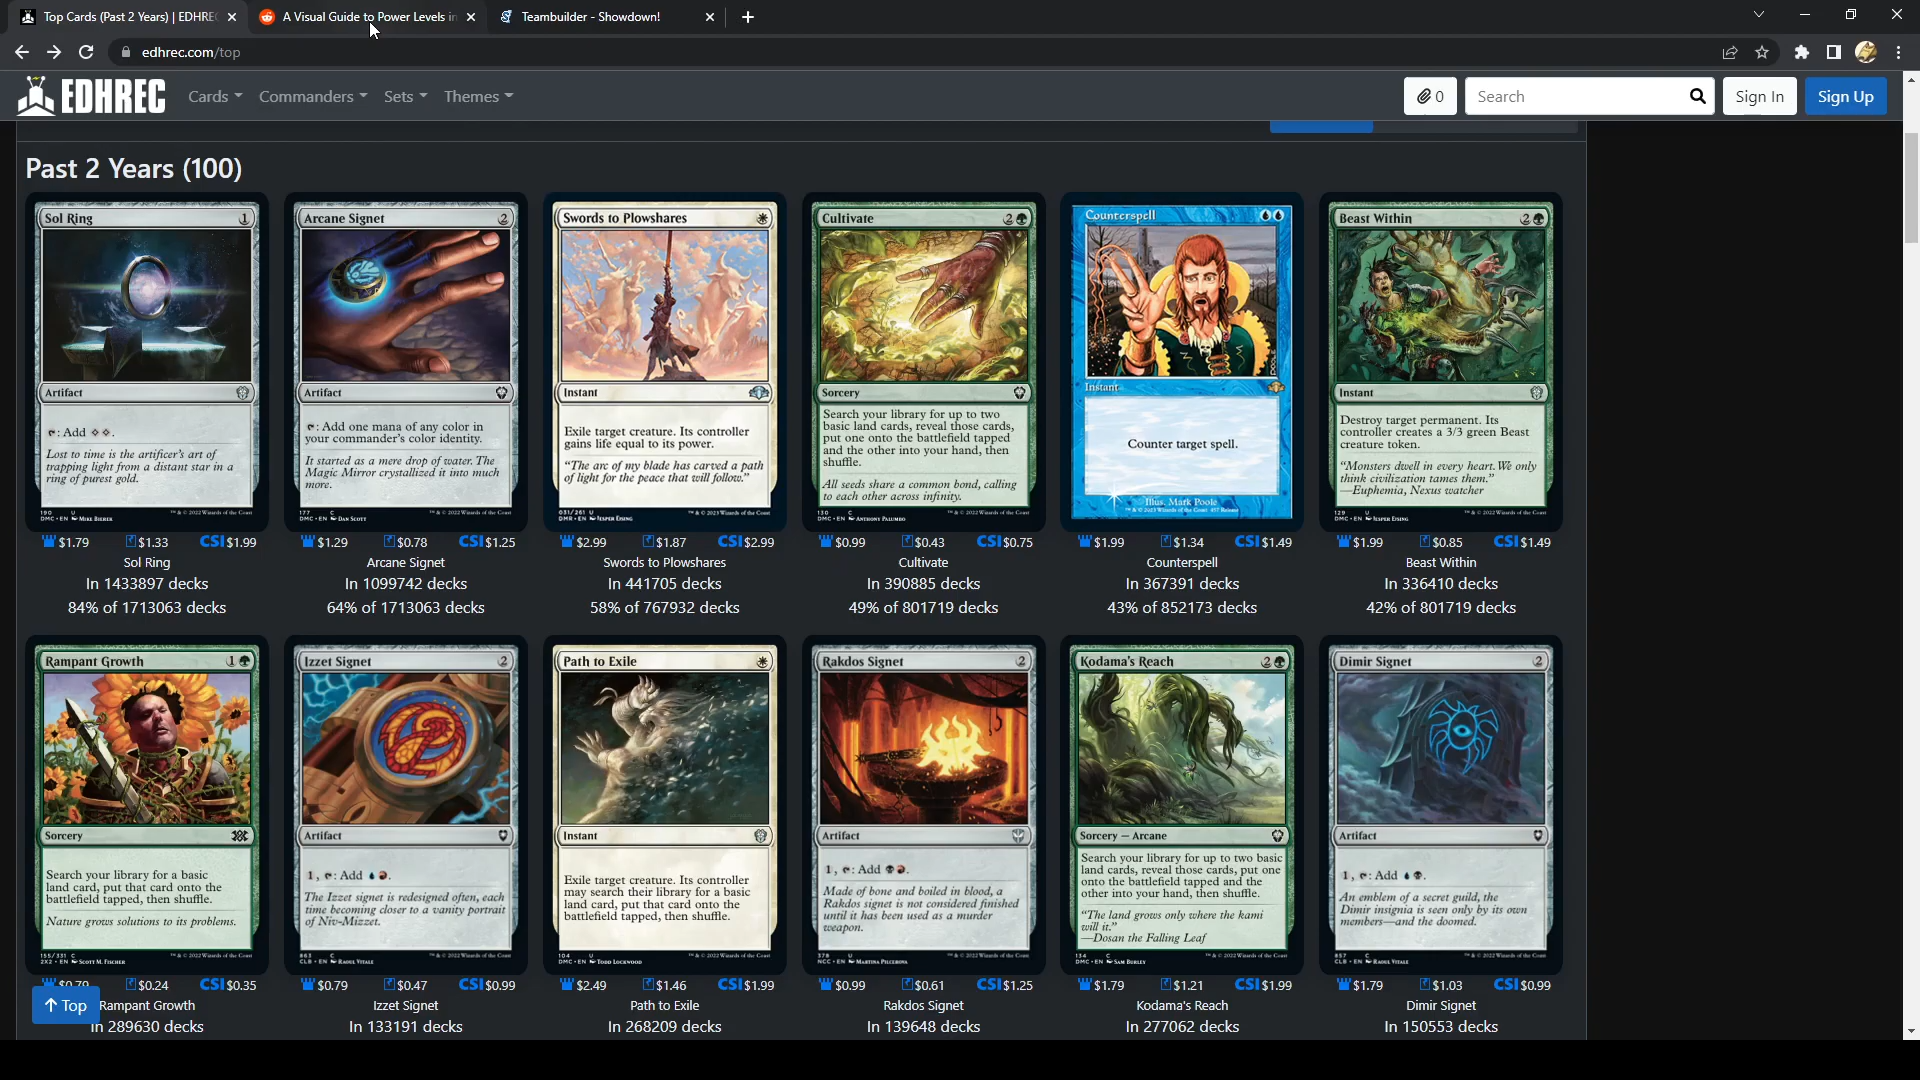 Top Cards (Past 2 Years) | EDHREC
A Visual Guide to Power Levels in
Teambuilder - Showdown!
edhrec.com/top
EDHREC
Cards
Commanders
Sets
Themes
0
Search
Sign In
Sign Up
Past 2 Years (100)
Sol Ring 1
Artifact
: Add
Lost to time is the artificer's art of
trapping light from a distant star in a
ring of purest gold.
$1.79 $1.33 CSI $1.99
Sol Ring
In 1433897 decks
84% of 1713063 decks
Arcane Signet 2
Artifact
: Add one mana of any color in
your commander's color identity.
It started as a mere drop of water. The
Magic Mirror crystallized it into much
more.
$1.29 $0.78 CSI $1.25
Arcane Signet
In 1099742 decks
64% of 1713063 decks
Swords to Plowshares
Instant
Exile target creature. Its controller
gains life equal to its power.
"The arc of my blade has carved a path
of light for the peace that will follow."
$2.99 $1.87 CSI $2.99
Swords to Plowshares
In 441705 decks
58% of 767932 decks
Cultivate 2
Sorcery
Search your library for up to two
basic land cards, reveal those cards,
put one onto the battlefield tapped
and the other into your hand, then
shuffle.
All seeds share a common bond, calling
to each other across infinity.
$0.99 $0.43 CSI $0.75
Cultivate
In 390885 decks
49% of 801719 decks
Counterspell
Instant
Counter target spell.
Illus. Mark Poole
$1.99 $1.34 CSI $1.49
Counterspell
In 367391 decks
43% of 852173 decks
Beast Within 2
Instant
Destroy target permanent. Its
controller creates a 3/3 green Beast
creature token.
"Monsters dwell in every heart. We only
think civilization tames them."
—Euphemia, Nexus watcher
$1.99 $0.85 CSI $1.49
Beast Within
In 336410 decks
42% of 801719 decks
Rampant Growth 1
Sorcery
Search your library for a basic
land card, put that card onto the
battlefield tapped, then shuffle.
Nature grows solutions to its problems.
$0.79 $0.24 CSI $0.35
Top
Rampant Growth
In 289630 decks
Izzet Signet 2
Artifact
1, : Add
The Izzet signet is redesigned often, each
time becoming closer to a vanity portrait
of Niv-Mizzet.
$0.79 $0.47 CSI $0.99
Izzet Signet
In 133191 decks
Path to Exile
Instant
Exile target creature. Its controller
may search their library for a basic
land card, put that card onto the
battlefield tapped, then shuffle.
$2.49 $1.46 CSI $1.99
Path to Exile
In 268209 decks
Rakdos Signet 2
Artifact
1, : Add
Made of bone and boiled in blood, a
Rakdos signet is not considered finished
until it has been used as a murder
weapon.
$0.99 $0.61 CSI $1.25
Rakdos Signet
In 139648 decks
Kodama's Reach 2
Sorcery — Arcane
Search your library for up to two basic
land cards, reveal those cards, put one
onto the battlefield tapped and the
other into your hand, then shuffle.
"The land grows only where the kami
will it."
—Dosan the Falling Leaf
$1.79 $1.21 CSI $1.99
Kodama's Reach
In 277062 decks
Dimir Signet 2
Artifact
1, : Add
An emblem of a secret guild, the
Dimir insignia is seen only by its own
members—and the doomed.
$1.79 $1.03 CSI $0.99
Dimir Signet
In 150553 decks